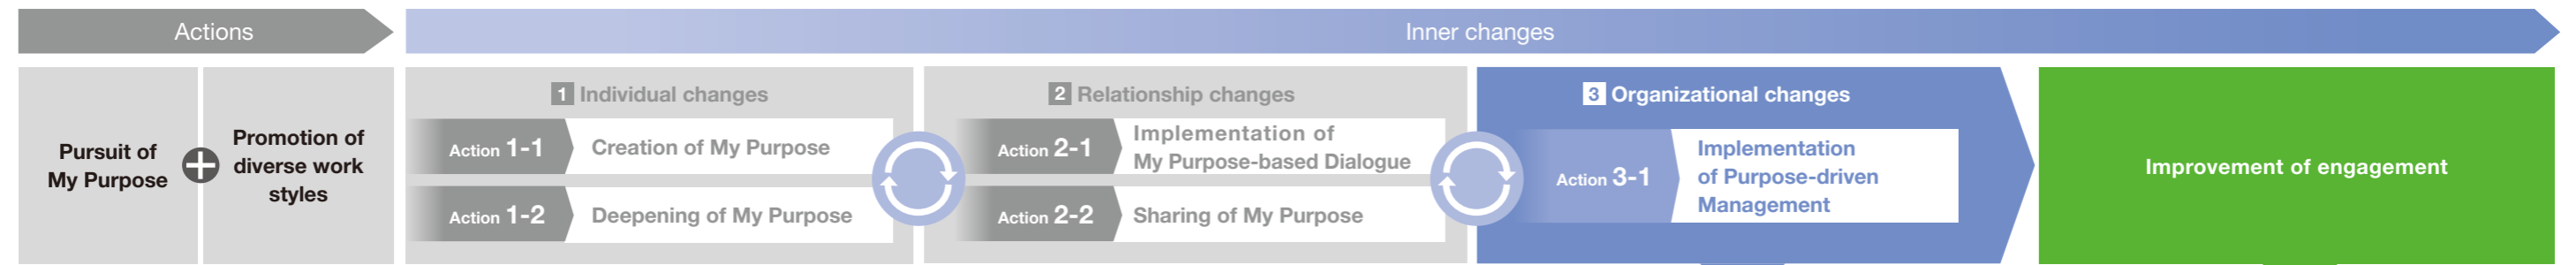 Actions
Inner changes
Pursuit of
My Purpose
Promotion of
diverse work
styles
1 Individual changes
Action 1-1
Creation of My Purpose
Action 1-2
Deepening of My Purpose
2 Relationship changes
Action 2-1
Implementation of
My Purpose-based Dialogue
Action 2-2
Sharing of My Purpose
3 Organizational changes
Action 3-1
Implementation
of Purpose-driven
Management
Improvement of engagement